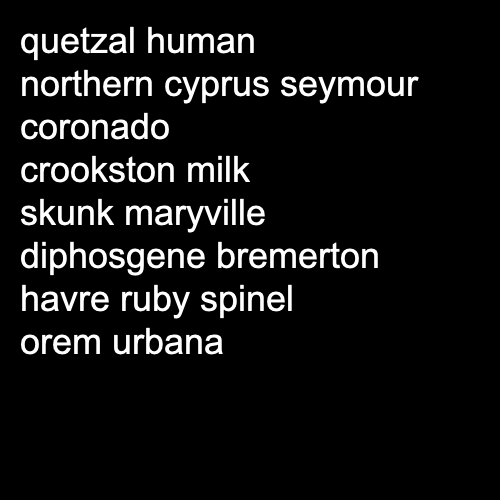 quetzal human
northern cyprus seymour
coronado
crookston milk
skunk maryville
diphosgene bremerton
havre ruby spinel
orem urbana